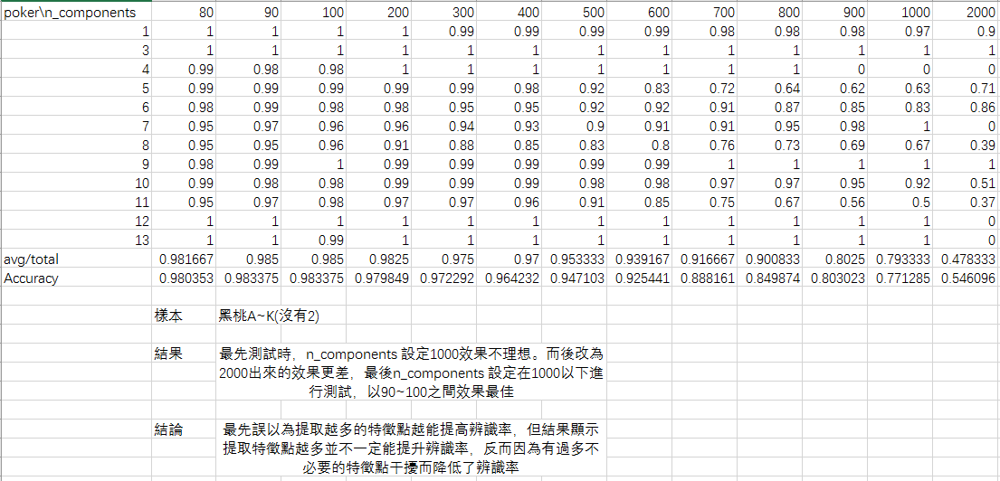 poker\n_components 80 90 100 200 300 400 500 600 700 800 900 1000 2000
1 1 1 1 1 0.99 0.99 0.99 0.99 0.98 0.98 0.98 0.97 0.9
3 1 1 1 1 1 1 1 1 1 1 1 1 1
4 0.99 0.98 0.98 1 1 1 1 1 1 1 0 0 0
5 0.99 0.99 0.99 0.99 0.99 0.98 0.92 0.83 0.72 0.64 0.62 0.63 0.71
6 0.98 0.99 0.98 0.98 0.95 0.95 0.92 0.92 0.91 0.87 0.85 0.83 0.86
7 0.95 0.97 0.96 0.96 0.94 0.93 0.9 0.91 0.91 0.95 0.98 1 0
8 0.95 0.95 0.96 0.91 0.88 0.85 0.83 0.8 0.76 0.73 0.69 0.67 0.39
9 0.98 0.99 1 0.99 0.99 0.99 0.99 0.99 1 1 1 1 1
10 0.99 0.98 0.98 0.99 0.99 0.99 0.98 0.98 0.97 0.97 0.95 0.92 0.51
11 0.95 0.97 0.98 0.97 0.97 0.96 0.91 0.85 0.75 0.67 0.56 0.5 0.37
12 1 1 1 1 1 1 1 1 1 1 1 1 0
13 1 1 0.99 1 1 1 1 1 1 1 1 1 0
avg/total 0.981667 0.985 0.985 0.9825 0.975 0.97 0.953333 0.939167 0.916667 0.900833 0.8025 0.793333 0.478333
Accuracy 0.980353 0.983375 0.983375 0.979849 0.972292 0.964232 0.947103 0.925441 0.888161 0.849874 0.803023 0.771285 0.546096
樣本 黑桃A~K(沒有2)
結果 最先測試時，n_components 設定1000效果不理想。而後改為
2000出來的效果更差，最後n_components 設定在1000以下進
行測試，以90~100之間效果最佳
結論 最先誤以為提取越多的特徵點越能提高辨識率，但結果顯示
提取特徵點越多並不一定能提升辨識率，反而因為有過多不
必要的特徵點干擾而降低了辨識率